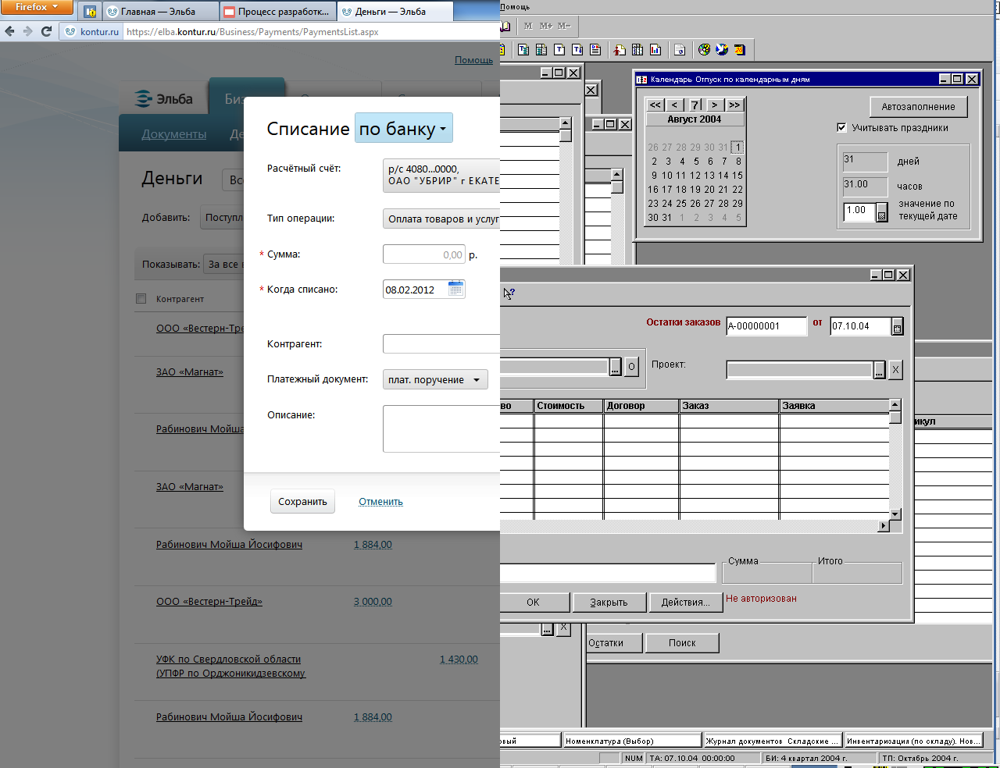 Firefox
Главная — Эльба
Процесс разработк...
Деньги — Эльба
kontur.ru
https://elba.kontur.ru/Business/Payments/PaymentsList.aspx
Помощь
Эльба
Биз
Документы
Де
Деньги
Все
Добавить:
Поступл
Показывать:
За все в
Контрагент
ООО «Вестерн-Тре
ЗАО «Магнат»
Рабинович Мойша
ЗАО «Магнат»
Рабинович Мойша Йосифович
1 884,00
ООО «Вестерн-Трейд»
3 000,00
УФК по Свердловской области
(УПФР по Орджоникидзевскому
1 430,00
Рабинович Мойша Йосифович
1 884,00
Списание по банку
Расчётный счёт:
р/с 4080...0000,
ОАО "УБРИР" г ЕКАТЕ
Тип операции:
Оплата товаров и услуг
* Сумма:
0,00 р.
* Когда списано:
08.02.2012
Контрагент:
Платежный документ:
плат. поручение
Описание:
Сохранить
Отменить
Помощь
M M+ M−
Календарь Отпуск по календарным дням
<< < 7 > >>
Август 2004
26 27 28 29 30 31 1
2 3 4 5 6 7 8
9 10 11 12 13 14 15
16 17 18 19 20 21 22
23 24 25 26 27 28 29
30 31 1 2 3 4 5
Автозаполнение
Учитывать праздники
31 дней
31.00 часов
1.00 значение по
текущей дате
Остатки заказов
А-00000001
от
07.10.04
...
О
Проект:
...
X
во
Стоимость
Договор
Заказ
Заявка
икул
Сумма
Итого
ОК
Закрыть
Действия...
Не авторизован
...
X
Остатки
Поиск
овый
Номенклатура (Выбор)
Журнал документов Складские ...
Инвентаризация (по складу). Нов...
NUM
ТА: 07.10.04 00:00:00
БИ: 4 квартал 2004 г.
ТП: Октябрь 2004 г.